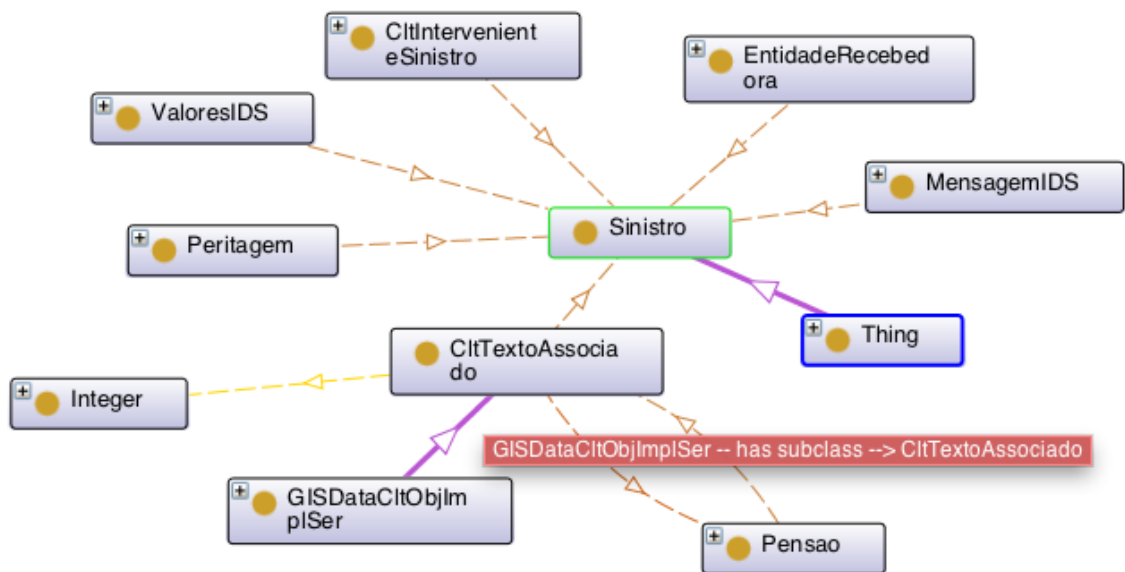 CltIntervenient
eSinistro
EntidadeRecebed
ora
ValoresIDS
MensagemIDS
Sinistro
Peritagem
Thing
CltTextoAssocia
do
Integer
GISDataCltObjImplSer -- has subclass --> CltTextoAssociado
GISDataCltObjIm
plSer
Pensao